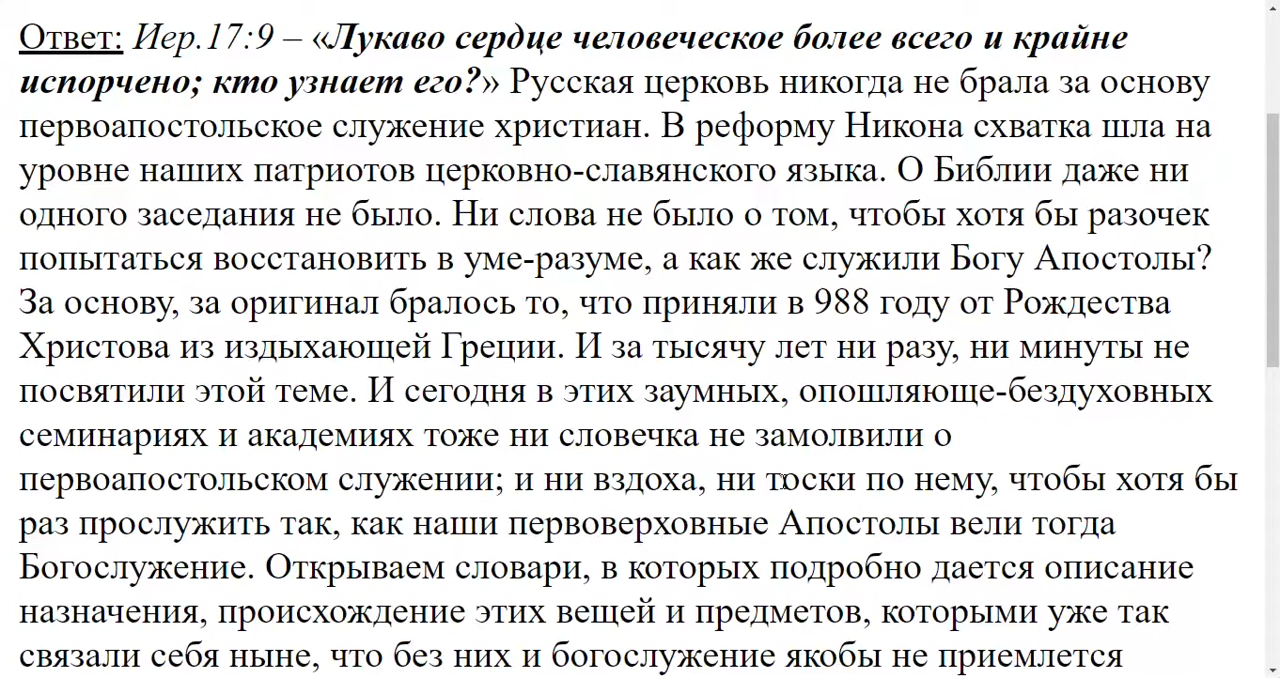 Ответ: Иер.17:9 – «Лукаво сердце человеческое более всего и крайне
испорчено; кто узнает его?» Русская церковь никогда не брала за основу
первоапостольское служение христиан. В реформу Никона схватка шла на
уровне наших патриотов церковно-славянского языка. О Библии даже ни
одного заседания не было. Ни слова не было о том, чтобы хотя бы разочек
попытаться восстановить в уме-разуме, а как же служили Богу Апостолы?
За основу, за оригинал бралось то, что приняли в 988 году от Рождества
Христова из издыхающей Греции. И за тысячу лет ни разу, ни минуты не
посвятили этой теме. И сегодня в этих заумных, опошляюще-бездуховных
семинариях и академиях тоже ни словечка не замолвили о
первоапостольском служении; и ни вздоха, ни тоски по нему, чтобы хотя бы
раз прослужить так, как наши первоверховные Апостолы вели тогда
Богослужение. Открываем словари, в которых подробно дается описание
назначения, происхождение этих вещей и предметов, которыми уже так
связали себя ныне, что без них и богослужение якобы не приемлется